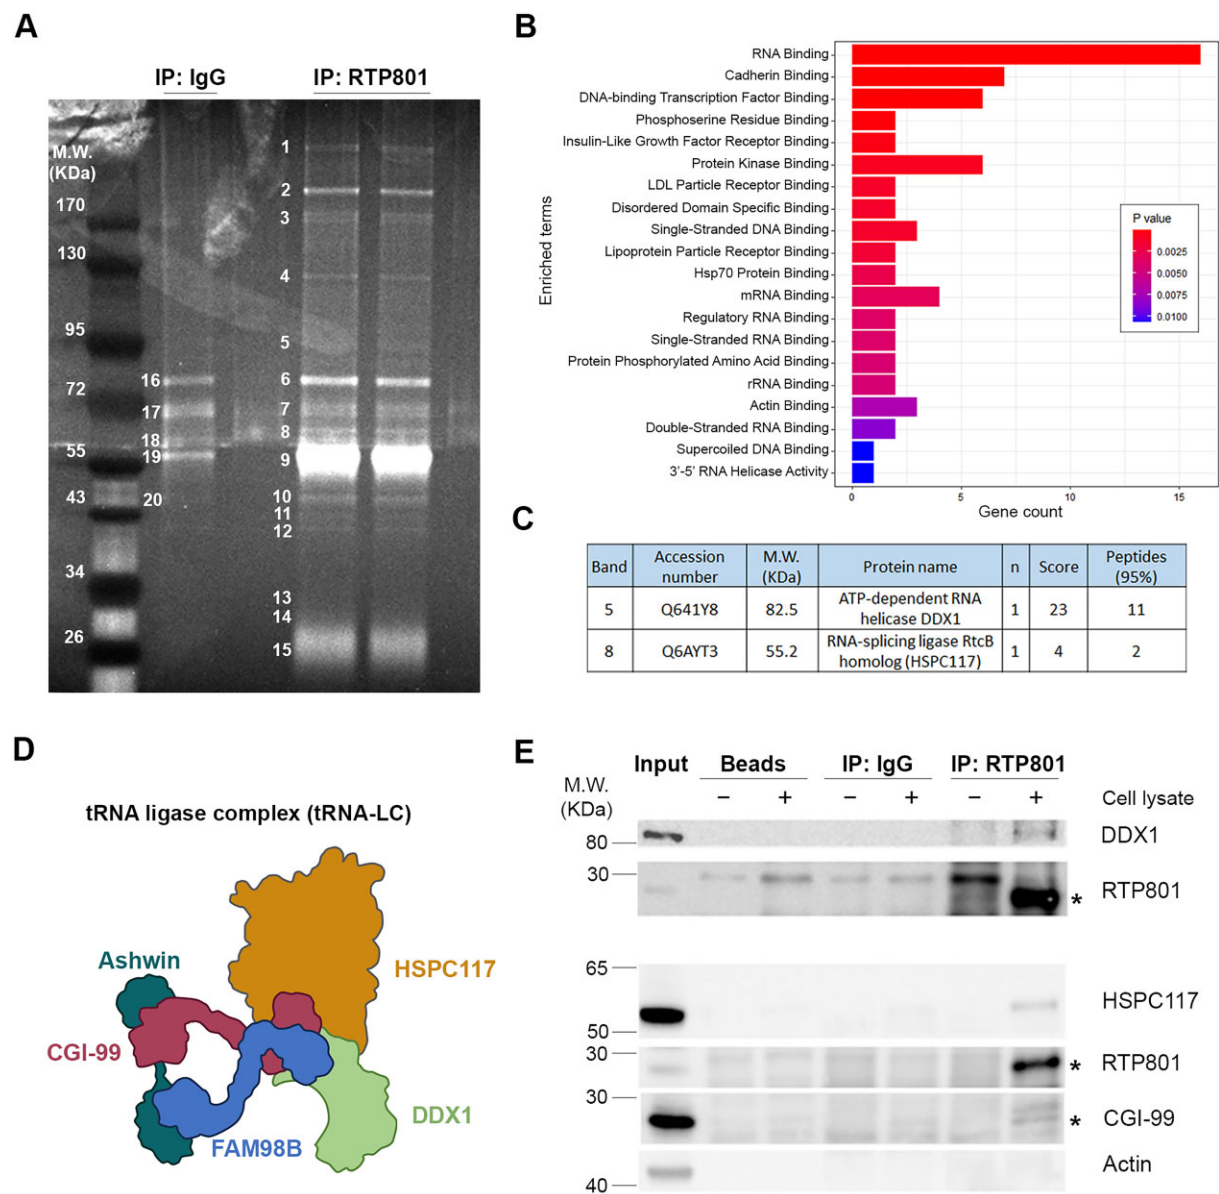 A
IP: IgG
IP: RTP801
M.W.
(KDa)
170
130
95
72
55
43
34
26
16
17
18
19
20
1
2
3
4
5
6
7
8
9
10
11
12
13
14
15
B
Enriched terms
RNA Binding
Cadherin Binding
DNA-binding Transcription Factor Binding
Phosphoserine Residue Binding
Insulin-Like Growth Factor Receptor Binding
Protein Kinase Binding
LDL Particle Receptor Binding
Disordered Domain Specific Binding
Single-Stranded DNA Binding
Lipoprotein Particle Receptor Binding
Hsp70 Protein Binding
mRNA Binding
Regulatory RNA Binding
Single-Stranded RNA Binding
Protein Phosphorylated Amino Acid Binding
rRNA Binding
Actin Binding
Double-Stranded RNA Binding
Supercoiled DNA Binding
3'-5' RNA Helicase Activity
P value
0.0025
0.0050
0.0075
0.0100
0 5 10 15
Gene count
C
Band Accession number M.W. (KDa) Protein name n Score Peptides (95%)
5 Q641Y8 82.5 ATP-dependent RNA helicase DDX1 1 23 11
8 Q6AYT3 55.2 RNA-splicing ligase RtcB homolog (HSPC117) 1 4 2
D
tRNA ligase complex (tRNA-LC)
Ashwin
HSPC117
CGI-99
DDX1
FAM98B
E
Input Beads IP: IgG IP: RTP801
M.W.
(KDa)
− + − + − + Cell lysate
80 DDX1
30 * RTP801
65
HSPC117
50
30 * RTP801
30
* CGI-99
Actin
40